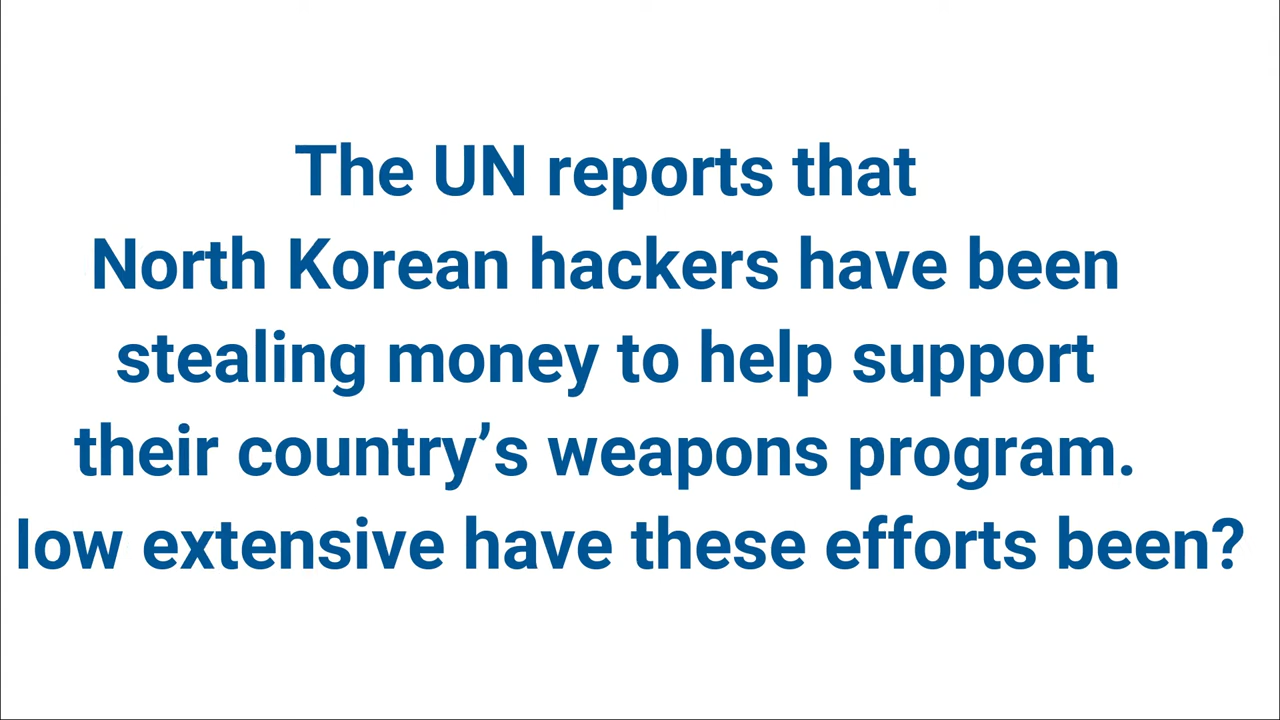 The UN reports that
North Korean hackers have been
stealing money to help support
their country’s weapons program.
low extensive have these efforts been?